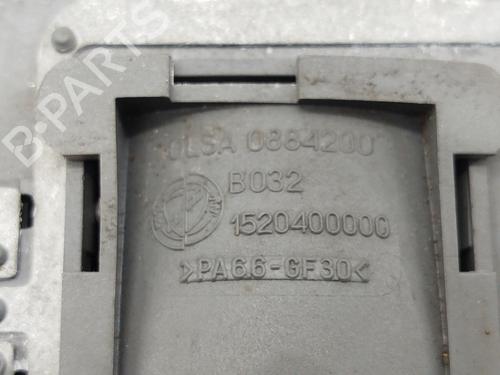 OLSA 0884200
B032
1520400000
>PA6.6-GF30<
B-PARTS